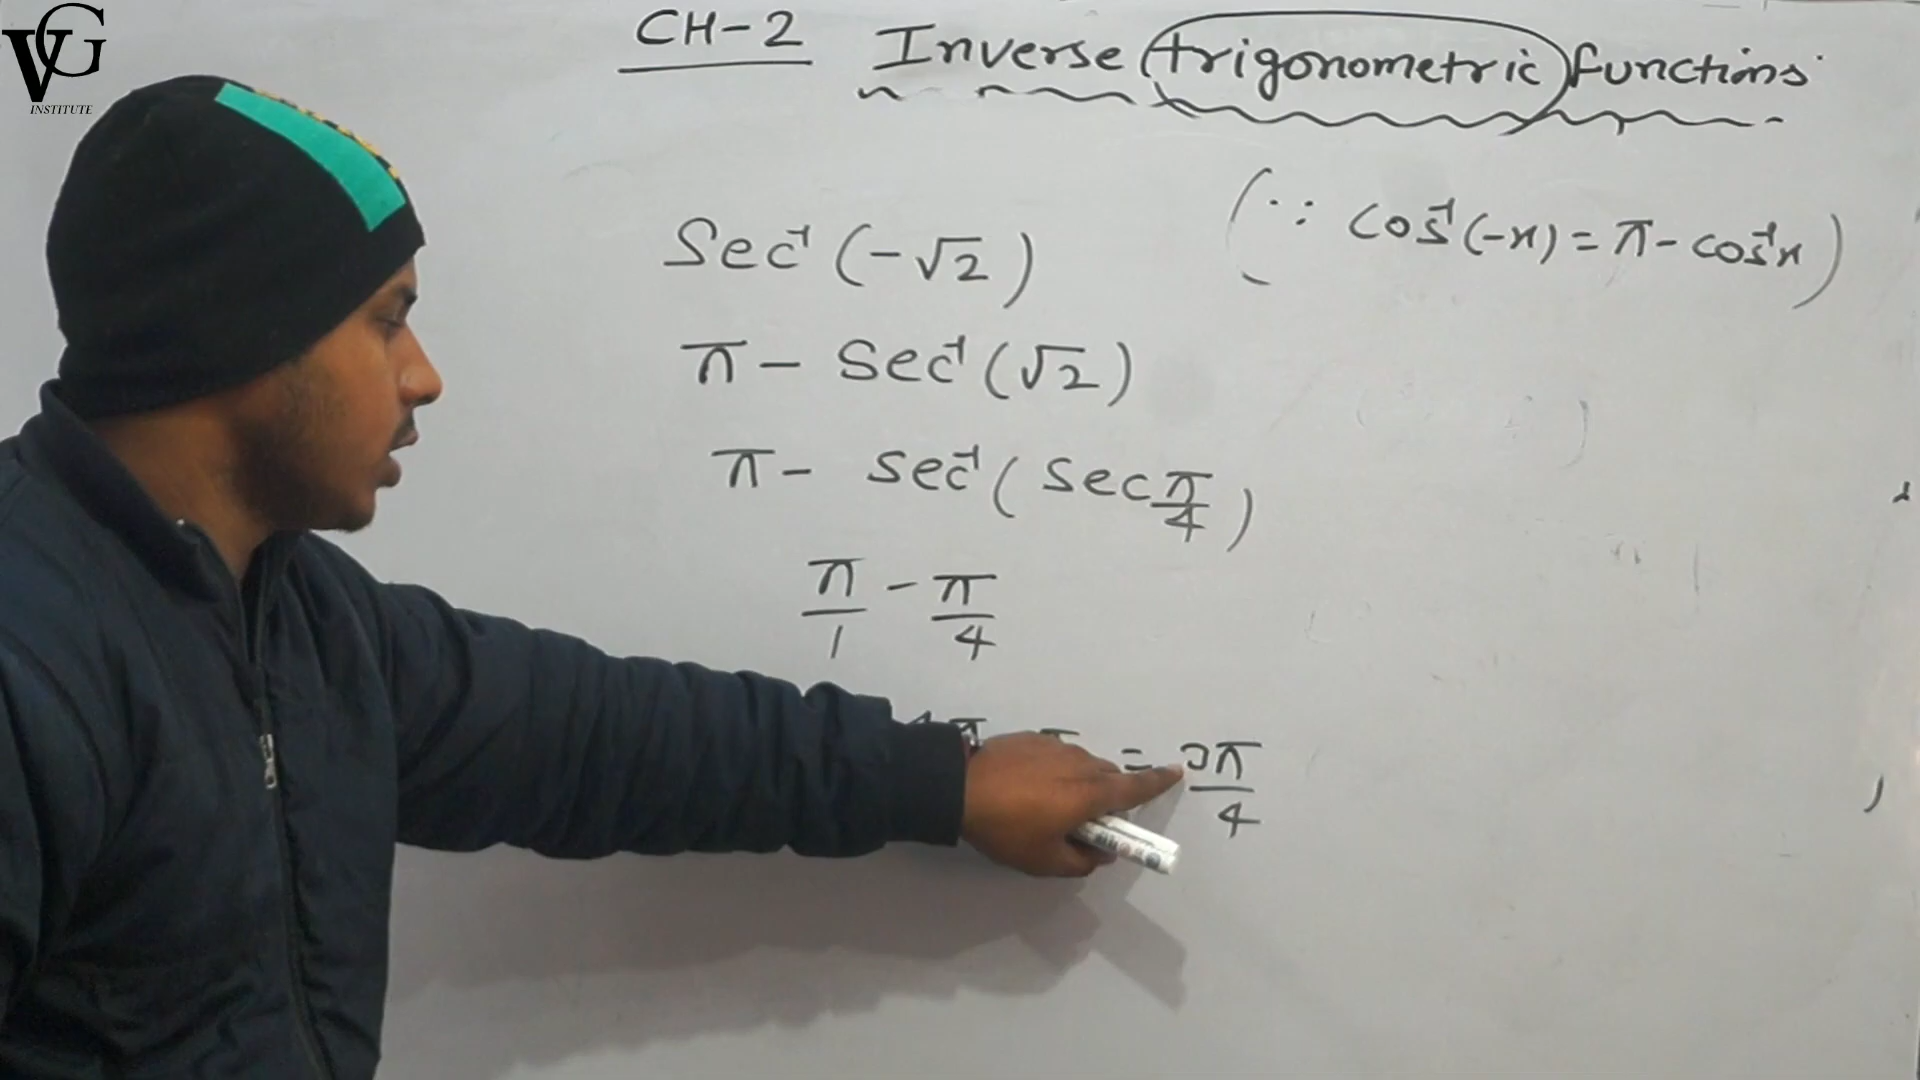 VG
INSTITUTE
CH-2 Inverse trigonometric functions
Sec⁻¹(-√2) (∵ cos⁻¹(-x) = π - cos⁻¹x)
π - Sec⁻¹(√2)
π - sec⁻¹(sec π/4)
π/1 - π/4
= 3π/4